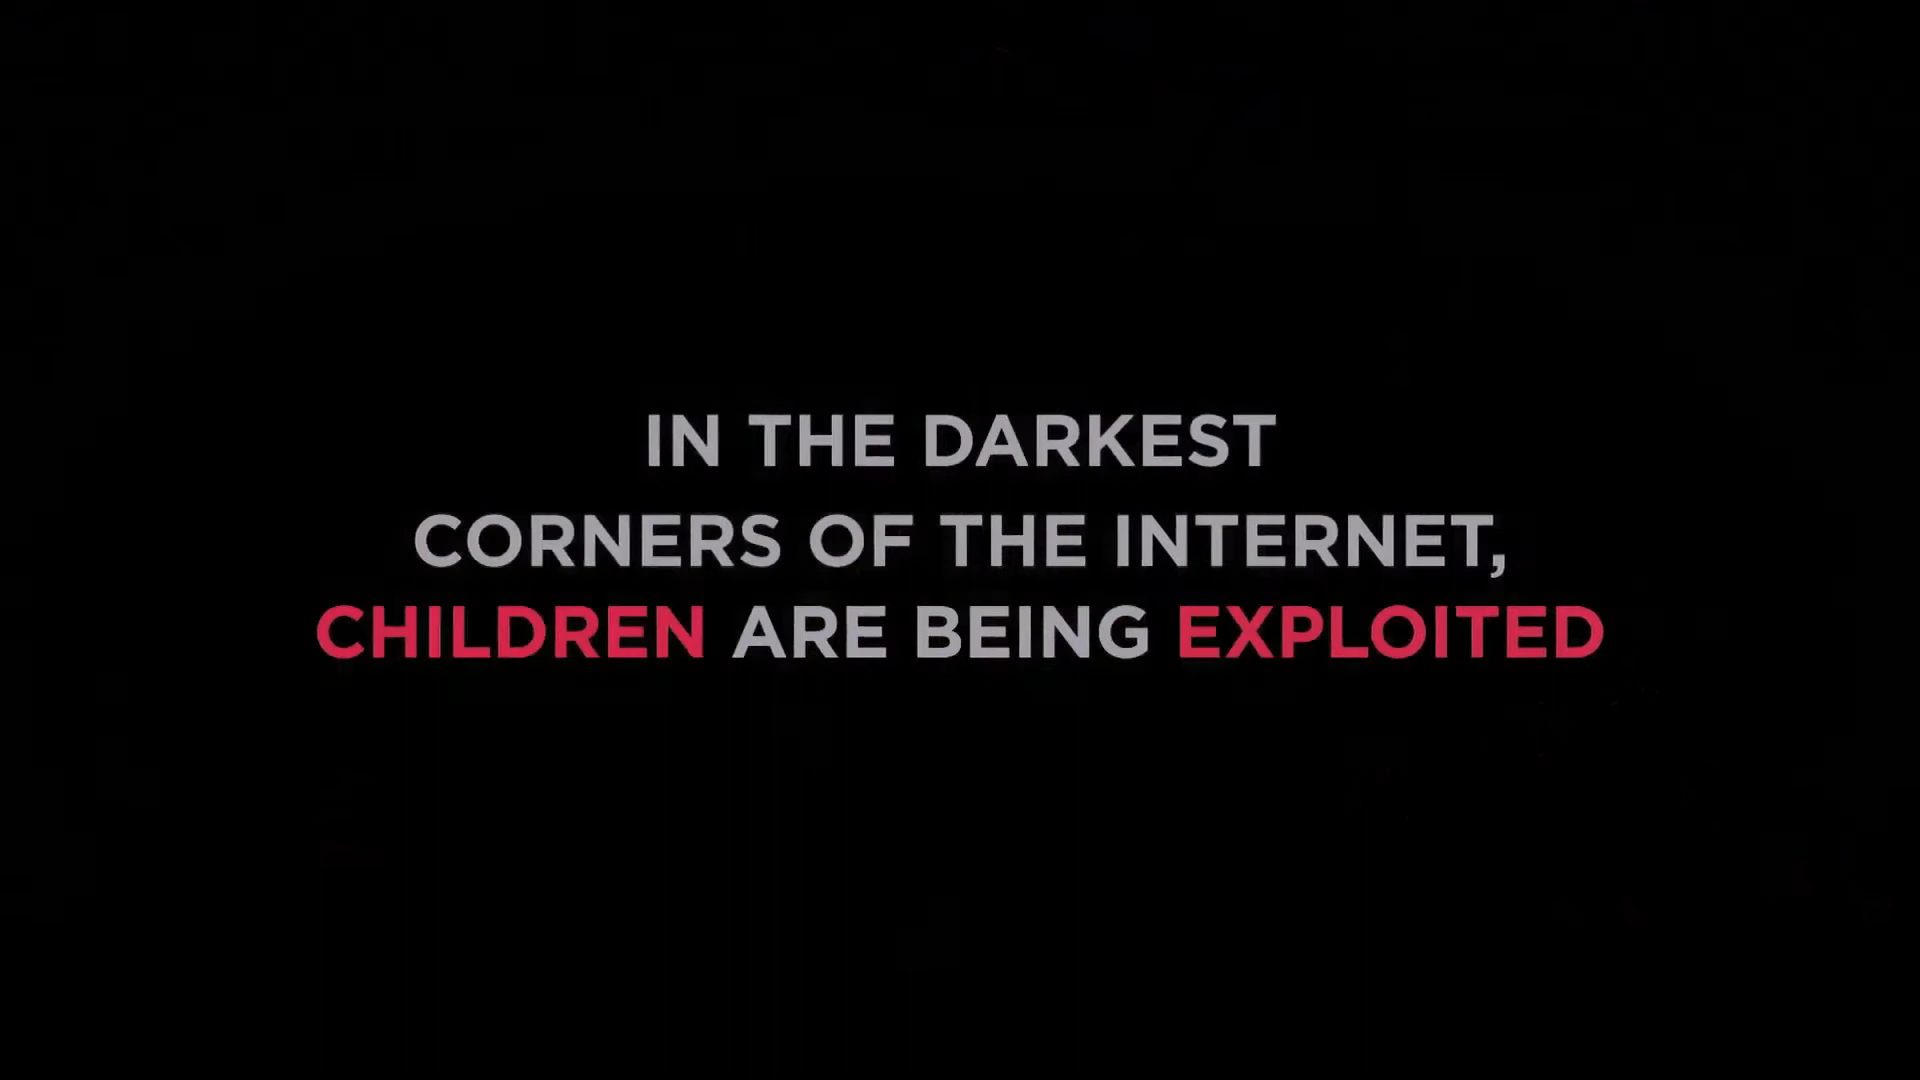 IN THE DARKEST
CORNERS OF THE INTERNET,
CHILDREN ARE BEING EXPLOITED